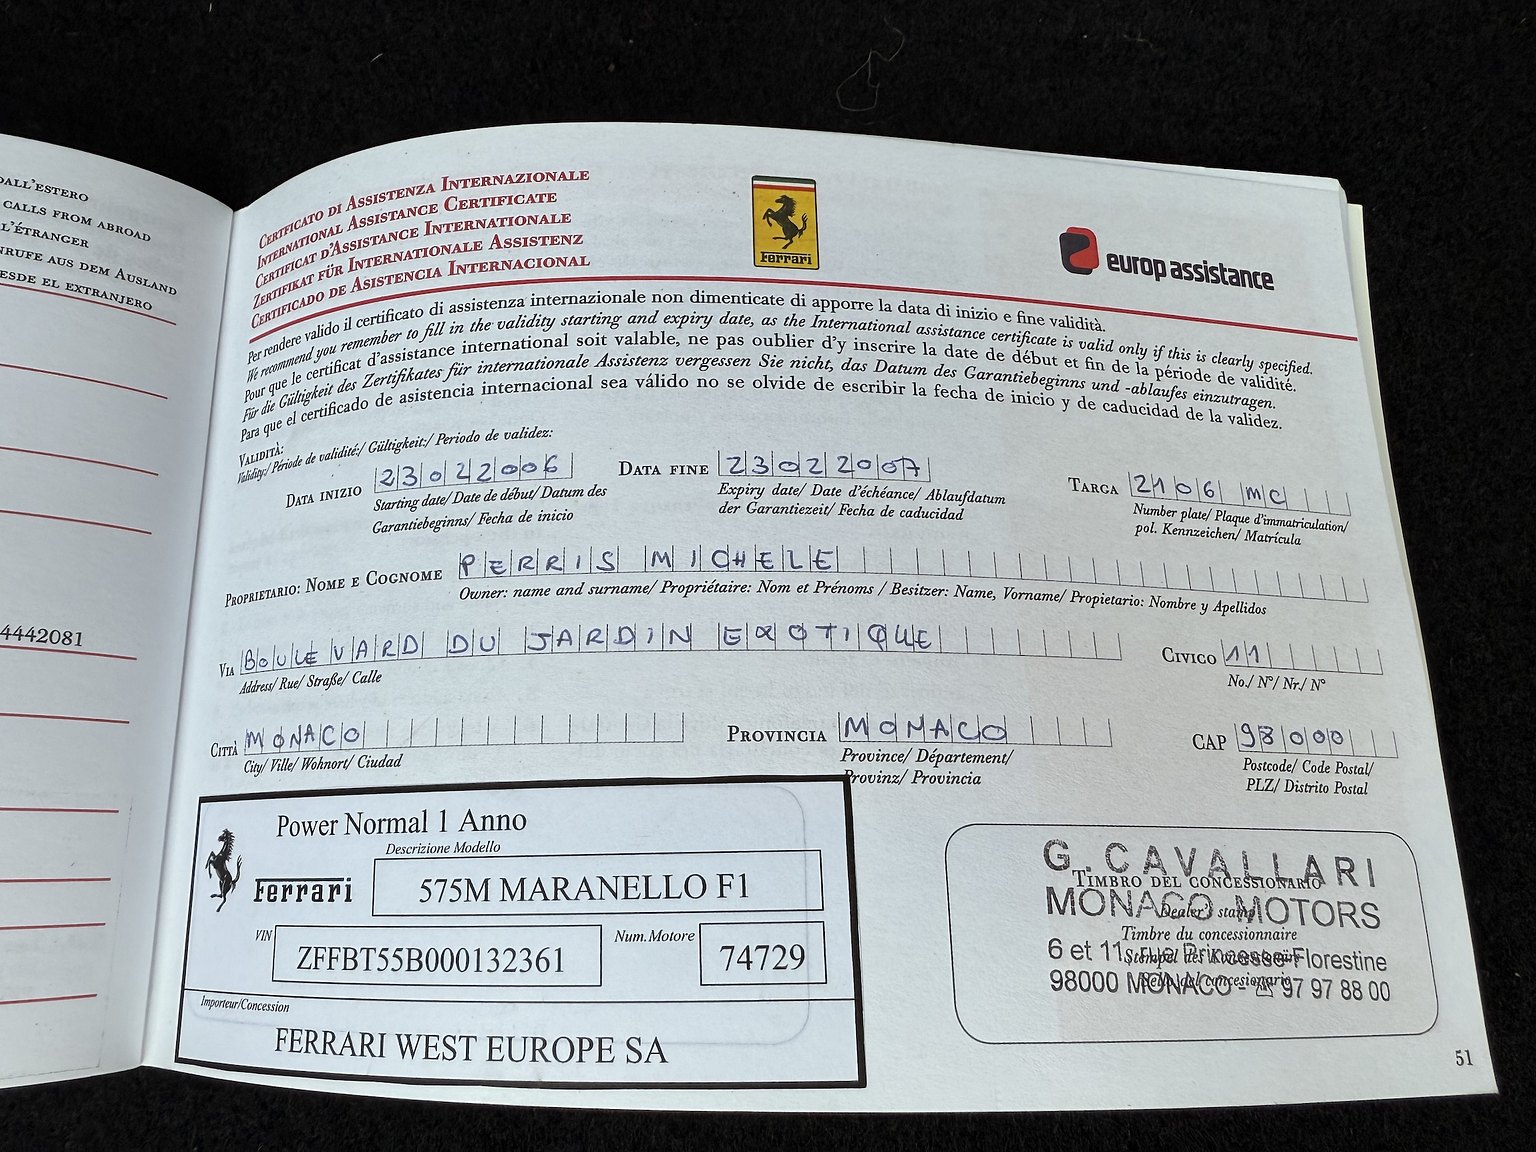 DALL'ESTERO
CALLS FROM ABROAD
L'ÉTRANGER
NRUFE AUS DEM AUSLAND
ESDE EL EXTRANJERO
4442081
CERTIFICATO DI ASSISTENZA INTERNAZIONALE
INTERNATIONAL ASSISTANCE CERTIFICATE
CERTIFICAT D'ASSISTANCE INTERNATIONALE
ZERTIFIKAT FÜR INTERNATIONALE ASSISTENZ
CERTIFICADO DE ASISTENCIA INTERNACIONAL
Ferrari
europ assistance
Per rendere valido il certificato di assistenza internazionale non dimenticate di apporre la data di inizio e fine validità.
We recommend you remember to fill in the validity starting and expiry date, as the International assistance certificate is valid only if this is clearly specified.
Pour que le certificat d'assistance international soit valable, ne pas oublier d'y inscrire la date de début et fin de la période de validité.
Für die Gültigkeit des Zertifikates für internationale Assistenz vergessen Sie nicht, das Datum des Garantiebeginns und -ablaufes einzutragen.
Para que el certificado de asistencia internacional sea válido no se olvide de escribir la fecha de inicio y de caducidad de la validez.
VALIDITÀ:
Validity:/ Période de validité:/ Gültigkeit:/ Periodo de validez:
DATA INIZIO 23022006 DATA FINE 23022007 TARGA 2106 MC
Starting date/ Date de début/ Datum des Garantiebeginns/ Fecha de inicio
Expiry date/ Date d'échéance/ Ablaufdatum der Garantiezeit/ Fecha de caducidad
Number plate/ Plaque d'immatriculation/ pol. Kennzeichen/ Matrícula
PROPRIETARIO: NOME E COGNOME PERRIS MICHELE
Owner: name and surname/ Propriétaire: Nom et Prénoms / Besitzer: Name, Vorname/ Propietario: Nombre y Apellidos
VIA BOULEVARD DU JARDIN EXOTIQUE CIVICO 11
Address/ Rue/ Straße/ Calle
No./ N°/ Nr./ N°
CITTÀ MONACO PROVINCIA MONACO CAP 98000
City/ Ville/ Wohnort/ Ciudad
Province/ Département/ Provinz/ Provincia
Postcode/ Code Postal/ PLZ/ Distrito Postal
Power Normal 1 Anno
Descrizione Modello
Ferrari 575M MARANELLO F1
VIN ZFFBT55B000132361 Num.Motore 74729
Importeur/Concession
FERRARI WEST EUROPE SA
G. CAVALLARI
TIMBRO DEL CONCESSIONARIO
MONACO MOTORS
Dealer's stamp
Timbre du concessionnaire
6 et 11, rue Princesse Florestine
98000 MONACO - ☏ 97 97 88 00
51